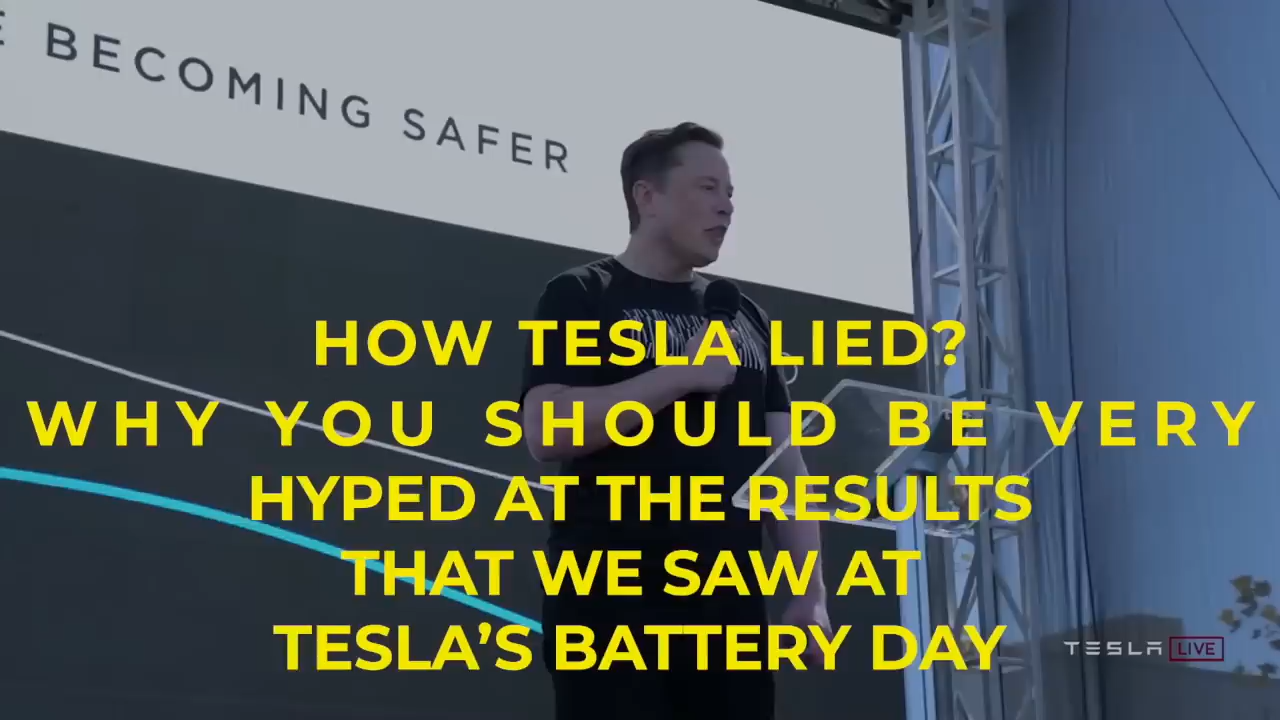 BECOMING SAFER
HOW TESLA LIED?
WHY YOU SHOULD BE VERY
HYPED AT THE RESULTS
THAT WE SAW AT
TESLA'S BATTERY DAY
TESLA LIVE